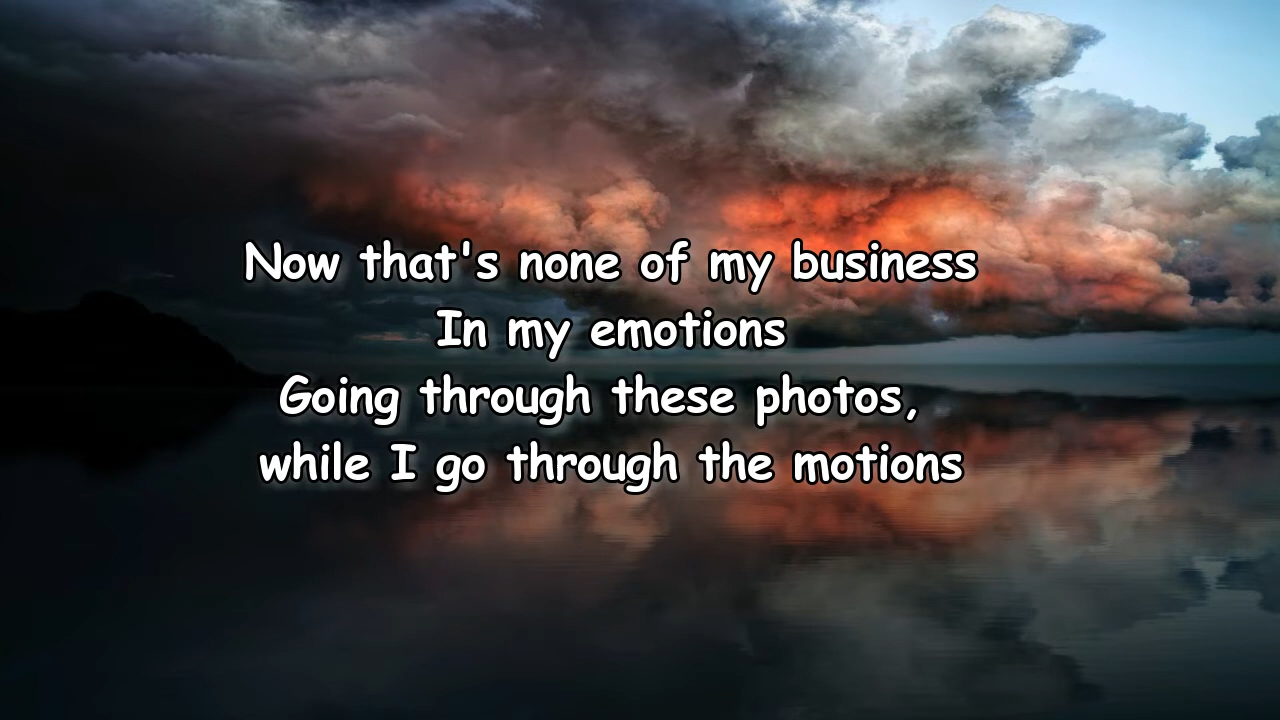 Now that's none of my business
In my emotions
Going through these photos,
while I go through the motions